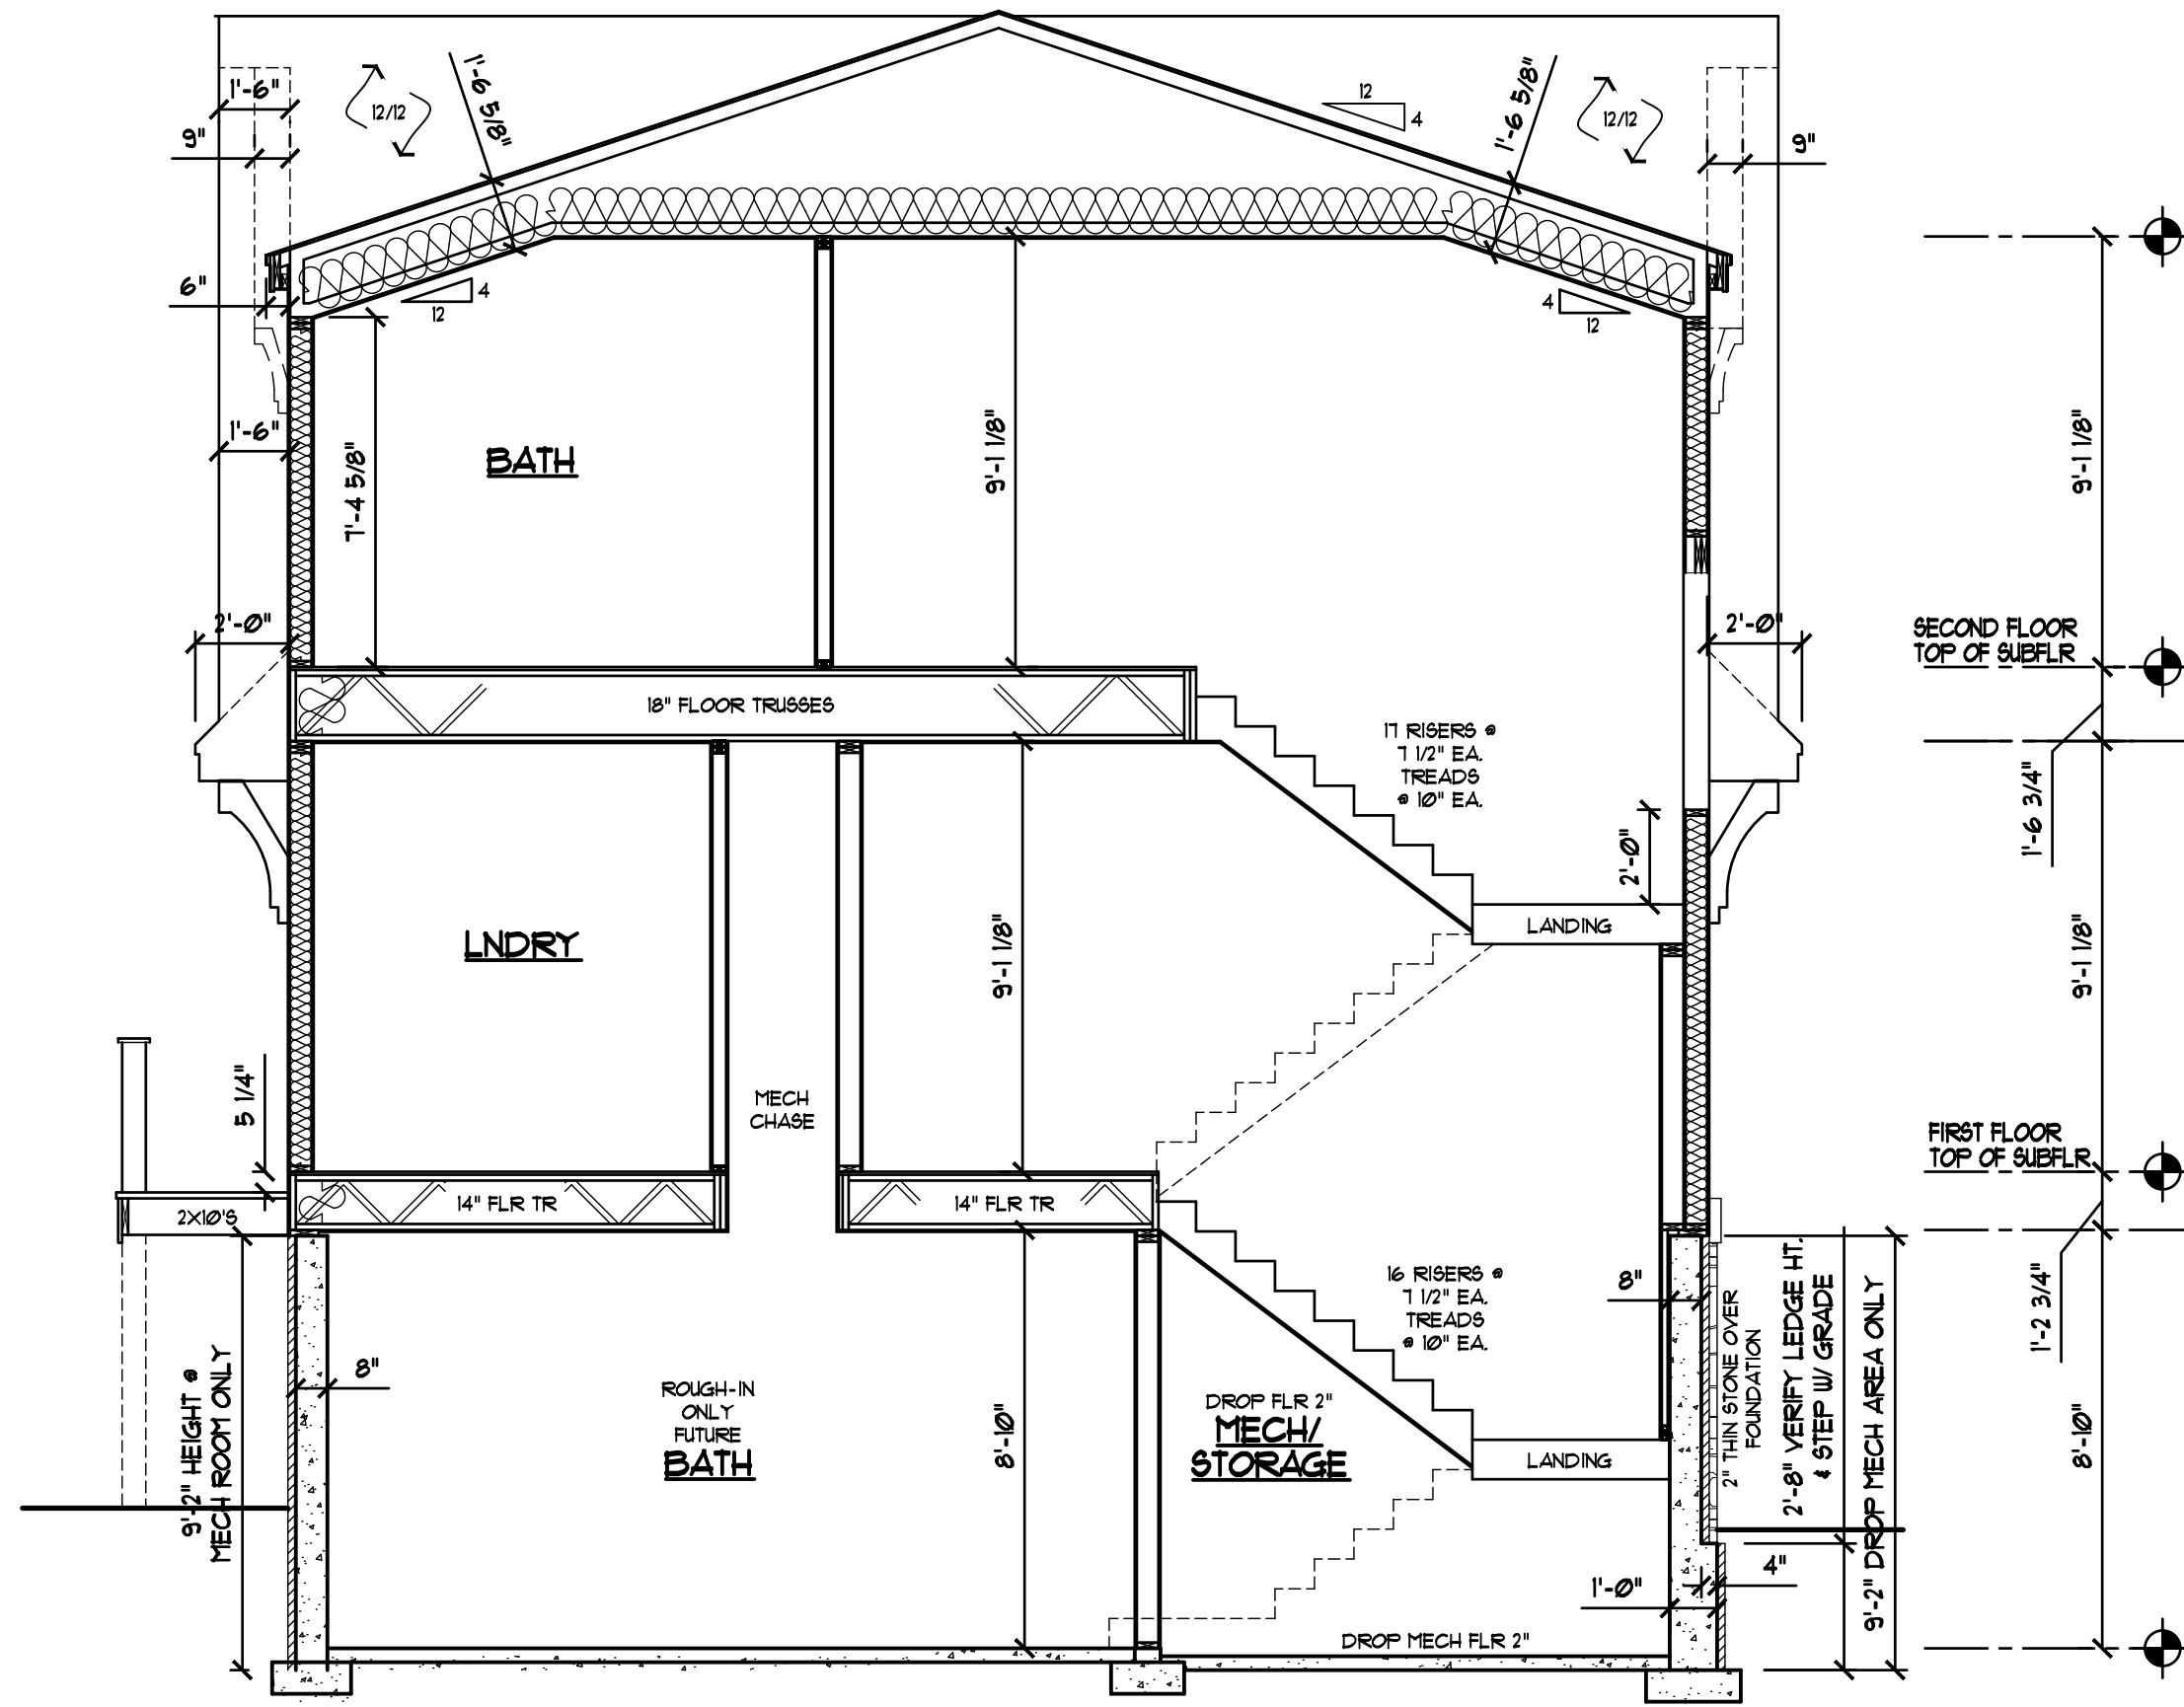 1'-6"
9"
12/12
1'-6 5/8"
12
4
1'-6 5/8"
12/12
9"
6"
4
12
4
12
1'-6"
BATH
7'-4 5/8"
9'-1 1/8"
9'-1 1/8"
2'-0"
2'-0"
SECOND FLOOR
TOP OF SUBFLR
18" FLOOR TRUSSES
17 RISERS @
7 1/2" EA.
TREADS
@ 10" EA.
1'-6 3/4"
2'-0"
LANDING
LNDRY
9'-1 1/8"
9'-1 1/8"
5 1/4"
MECH
CHASE
FIRST FLOOR
TOP OF SUBFLR
2X10'S
14" FLR TR
14" FLR TR
16 RISERS @
7 1/2" EA.
TREADS
@ 10" EA.
8"
1'-2 3/4"
8"
9'-2" HEIGHT @
MECH ROOM ONLY
ROUGH-IN
ONLY
FUTURE
BATH
8'-10"
DROP FLR 2"
MECH/
STORAGE
LANDING
2" THIN STONE OVER
FOUNDATION
2'-8" VERIFY LEDGE HT.
& STEP W/ GRADE
9'-2" DROP MECH AREA ONLY
8'-10"
1'-0"
4"
DROP MECH FLR 2"